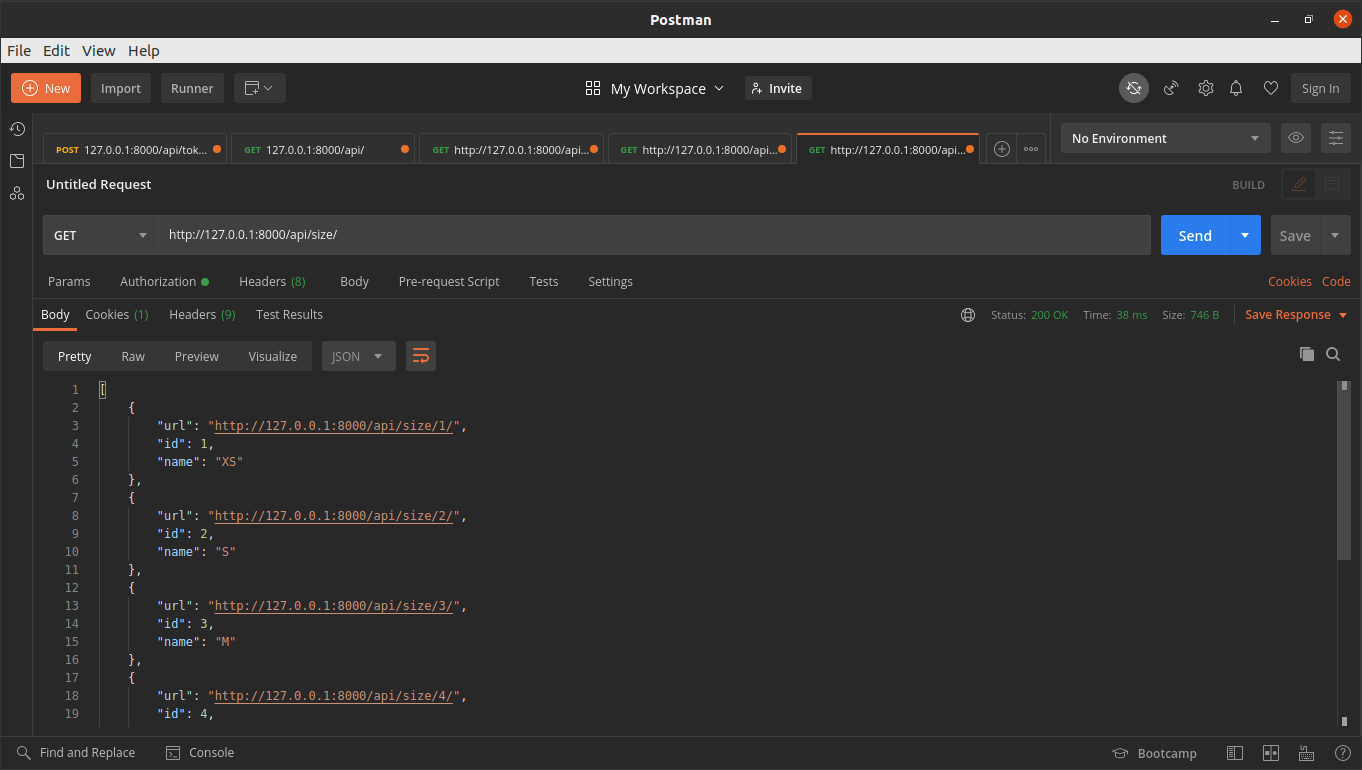 Postman
File Edit View Help
New Import Runner My Workspace Invite Sign In
POST 127.0.0.1:8000/api/tok... GET 127.0.0.1:8000/api/ GET http://127.0.0.1:8000/api... GET http://127.0.0.1:8000/api... GET http://127.0.0.1:8000/api... No Environment
Untitled Request BUILD
GET http://127.0.0.1:8000/api/size/ Send Save
Params Authorization Headers (8) Body Pre-request Script Tests Settings Cookies Code
Body Cookies (1) Headers (9) Test Results Status: 200 OK Time: 38 ms Size: 746 B Save Response
Pretty Raw Preview Visualize JSON
1 [
2 {
3 "url": "http://127.0.0.1:8000/api/size/1/",
4 "id": 1,
5 "name": "XS"
6 },
7 {
8 "url": "http://127.0.0.1:8000/api/size/2/",
9 "id": 2,
10 "name": "S"
11 },
12 {
13 "url": "http://127.0.0.1:8000/api/size/3/",
14 "id": 3,
15 "name": "M"
16 },
17 {
18 "url": "http://127.0.0.1:8000/api/size/4/",
19 "id": 4,
Find and Replace Console Bootcamp